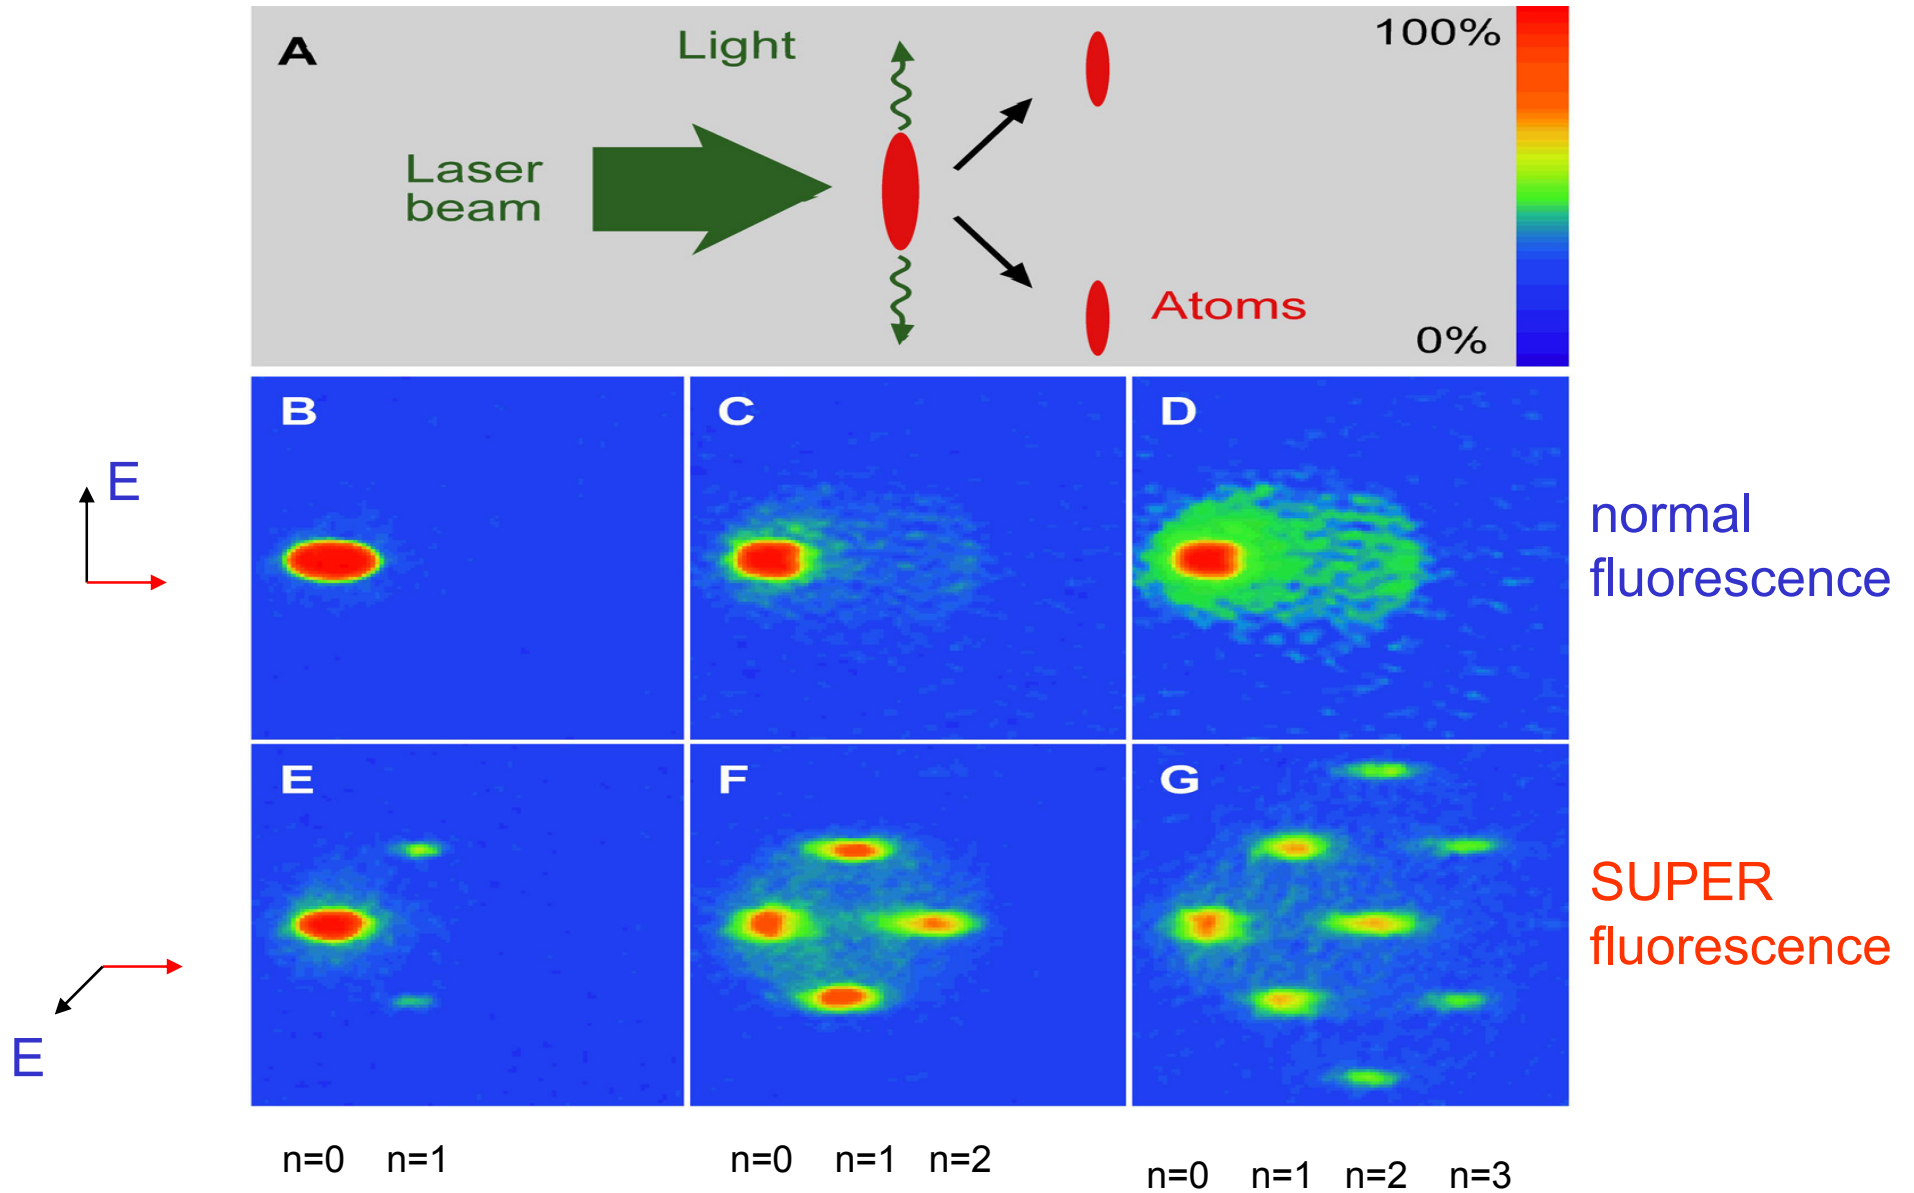 A
Light
100%
Laser
beam
Atoms
0%
B
C
D
E
normal
fluorescence
E
F
G
SUPER
fluorescence
E
n=0 n=1 n=0 n=1 n=2 n=0 n=1 n=2 n=3